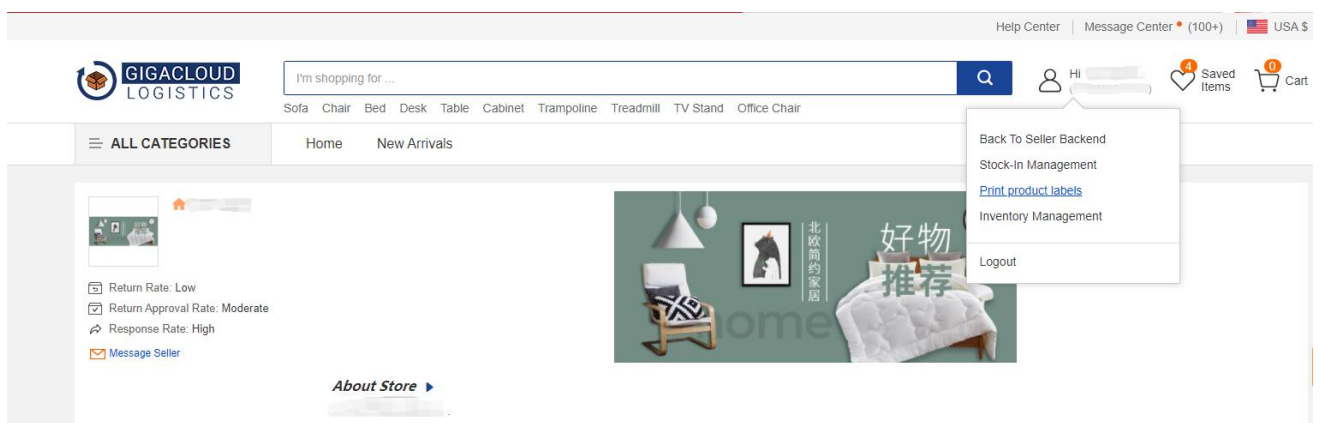 Help Center | Message Center (100+) | USA $
GIGACLOUD
LOGISTICS
I'm shopping for ...
Hi
4
Saved
Items
0
Cart
Sofa Chair Bed Desk Table Cabinet Trampoline Treadmill TV Stand Office Chair
ALL CATEGORIES Home New Arrivals
Back To Seller Backend
Stock-In Management
Print product labels
Inventory Management
Logout
北欧简约家居
好物
推荐
home
Return Rate: Low
Return Approval Rate: Moderate
Response Rate: High
Message Seller
About Store